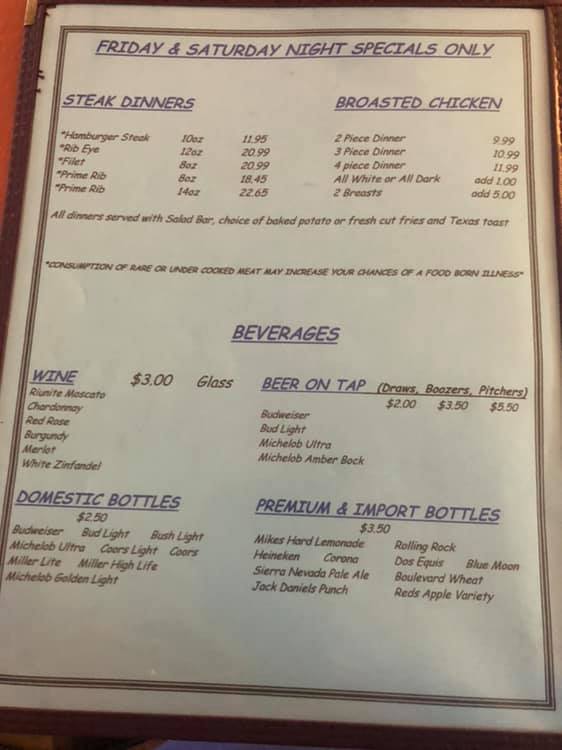 FRIDAY & SATURDAY NIGHT SPECIALS ONLY
STEAK DINNERS
*Hamburger Steak 10oz 11.95
*Rib Eye 12oz 20.99
*Filet 8oz 20.99
*Prime Rib 8oz 18.45
*Prime Rib 14oz 22.65
BROASTED CHICKEN
2 Piece Dinner 9.99
3 Piece Dinner 10.99
4 piece Dinner 11.99
All White or All Dark add 1.00
2 Breasts add 5.00
All dinners served with Salad Bar, choice of baked potato or fresh cut fries and Texas toast
*CONSUMPTION OF RARE OR UNDER COOKED MEAT MAY INCREASE YOUR CHANCES OF A FOOD BORN ILLNESS*
BEVERAGES
WINE $3.00 Glass
Riunite Moscato
Chardonnay
Red Rose
Burgundy
Merlot
White Zinfandel
BEER ON TAP (Draws, Boozers, Pitchers)
$2.00 $3.50 $5.50
Budweiser
Bud Light
Michelob Ultra
Michelob Amber Bock
DOMESTIC BOTTLES
$2.50
Budweiser Bud Light Bush Light
Michelob Ultra Coors Light Coors
Miller Lite Miller High Life
Michelob Golden Light
PREMIUM & IMPORT BOTTLES
$3.50
Mikes Hard Lemonade Rolling Rock
Heineken Corona Dos Equis Blue Moon
Sierra Nevada Pale Ale Boulevard Wheat
Jack Daniels Punch Reds Apple Variety